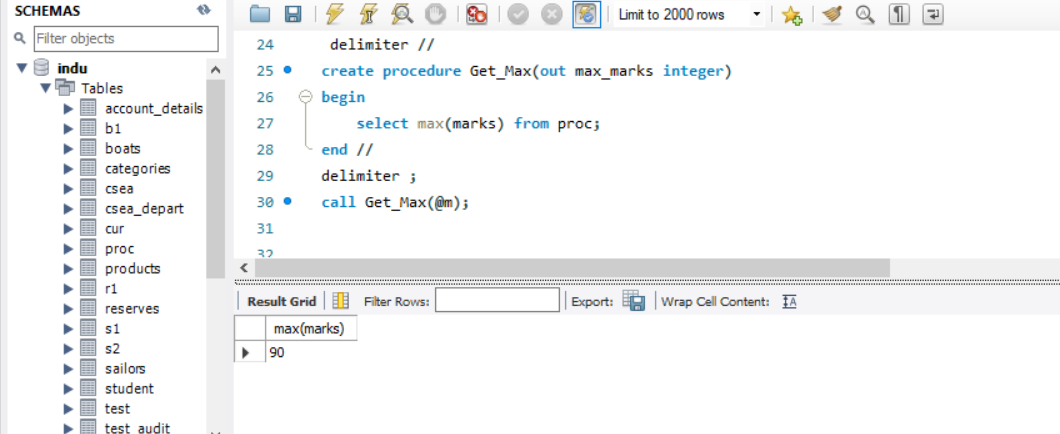 SCHEMAS
Filter objects
indu
Tables
account_details
b1
boats
categories
csea
csea_depart
cur
proc
products
r1
reserves
s1
s2
sailors
student
test
test_audit
Limit to 2000 rows
24 delimiter //
25 create procedure Get_Max(out max_marks integer)
26 begin
27 select max(marks) from proc;
28 end //
29 delimiter ;
30 call Get_Max(@m);
31
32
Result Grid Filter Rows: Export: Wrap Cell Content:
max(marks)
90